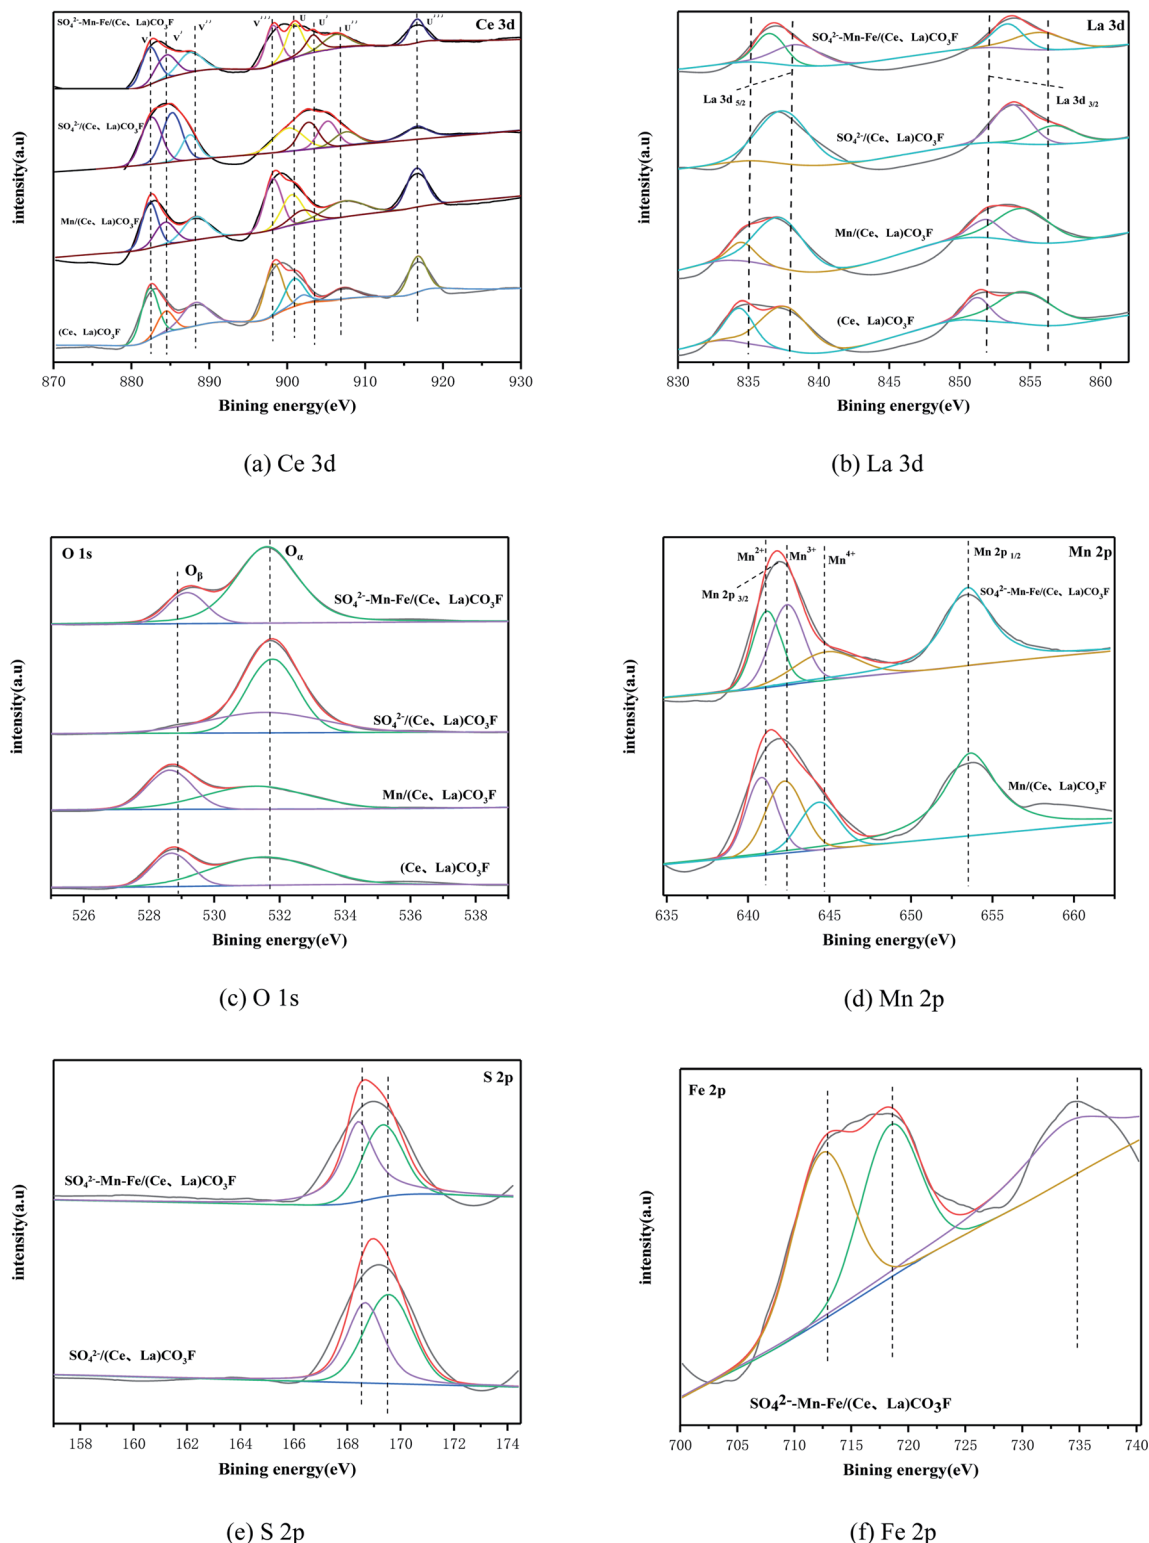 SO₄²⁻-Mn-Fe/(Ce、La)CO₃F
Ce 3d
V
V′
V′′
V′′′
U
U′
U′′
U′′′
SO₄²⁻/(Ce、La)CO₃F
Mn/(Ce、La)CO₃F
(Ce、La)CO₃F
intensity(a.u)
870 880 890 900 910 920 930
Bining energy(eV)
(a) Ce 3d
La 3d
SO₄²⁻-Mn-Fe/(Ce、La)CO₃F
La 3d 5/2
La 3d 3/2
SO₄²⁻/(Ce、La)CO₃F
Mn/(Ce、La)CO₃F
(Ce、La)CO₃F
intensity(a.u)
830 835 840 845 850 855 860
Bining energy(eV)
(b) La 3d
O 1s
Oβ
Oα
SO₄²⁻-Mn-Fe/(Ce、La)CO₃F
SO₄²⁻/(Ce、La)CO₃F
Mn/(Ce、La)CO₃F
(Ce、La)CO₃F
intensity(a.u)
526 528 530 532 534 536 538
Bining energy(eV)
(c) O 1s
Mn²⁺
Mn³⁺
Mn⁴⁺
Mn 2p 1/2
Mn 2p
Mn 2p 3/2
SO₄²⁻-Mn-Fe/(Ce、La)CO₃F
Mn/(Ce、La)CO₃F
intensity(a.u)
635 640 645 650 655 660
Bining energy(eV)
(d) Mn 2p
S 2p
SO₄²⁻-Mn-Fe/(Ce、La)CO₃F
SO₄²⁻/(Ce、La)CO₃F
intensity(a.u)
158 160 162 164 166 168 170 172 174
Bining energy(eV)
(e) S 2p
Fe 2p
SO₄²⁻-Mn-Fe/(Ce、La)CO₃F
intensity(a.u)
700 705 710 715 720 725 730 735 740
Bining energy(eV)
(f) Fe 2p